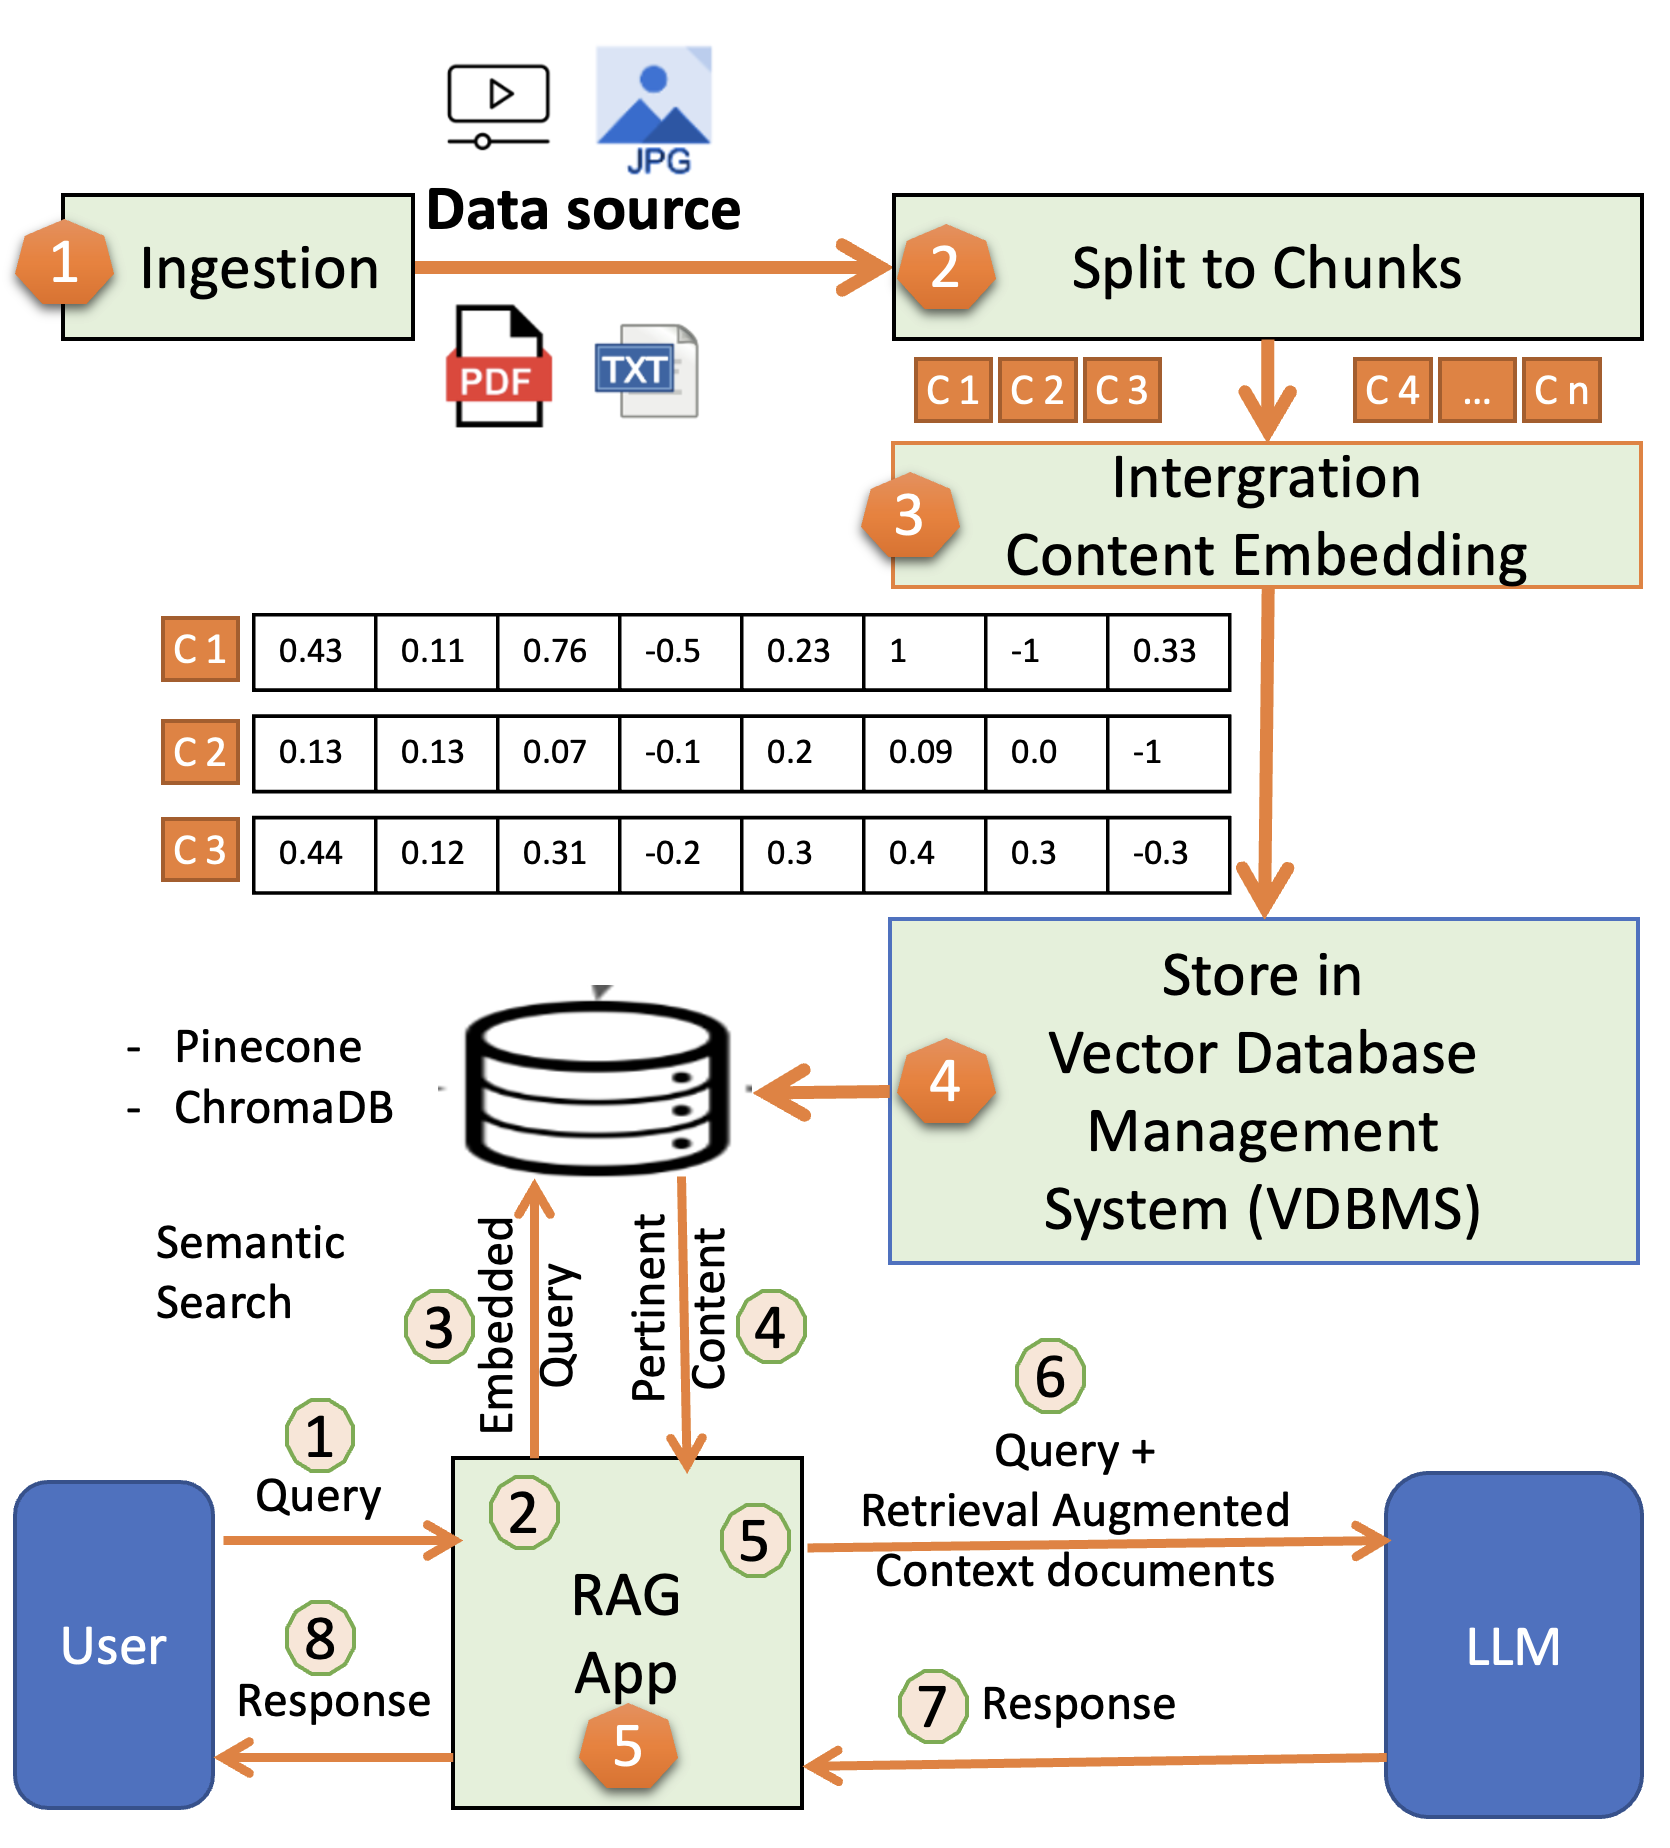 JPG
Data source
1
Ingestion
2
Split to Chunks
PDF
TXT
C 1
C 2
C 3
C 4
...
C n
3
Intergration
Content Embedding
C 1 0.43 0.11 0.76 -0.5 0.23 1 -1 0.33
C 2 0.13 0.13 0.07 -0.1 0.2 0.09 0.0 -1
C 3 0.44 0.12 0.31 -0.2 0.3 0.4 0.3 -0.3
4
Store in
Vector Database
Management
System (VDBMS)
- Pinecone
- ChromaDB
Semantic
Search
3
Embedded
Query
Pertinent
Content
4
1
Query
2
5
RAG
App
5
6
Query +
Retrieval Augmented
Context documents
User
LLM
8
Response
7
Response